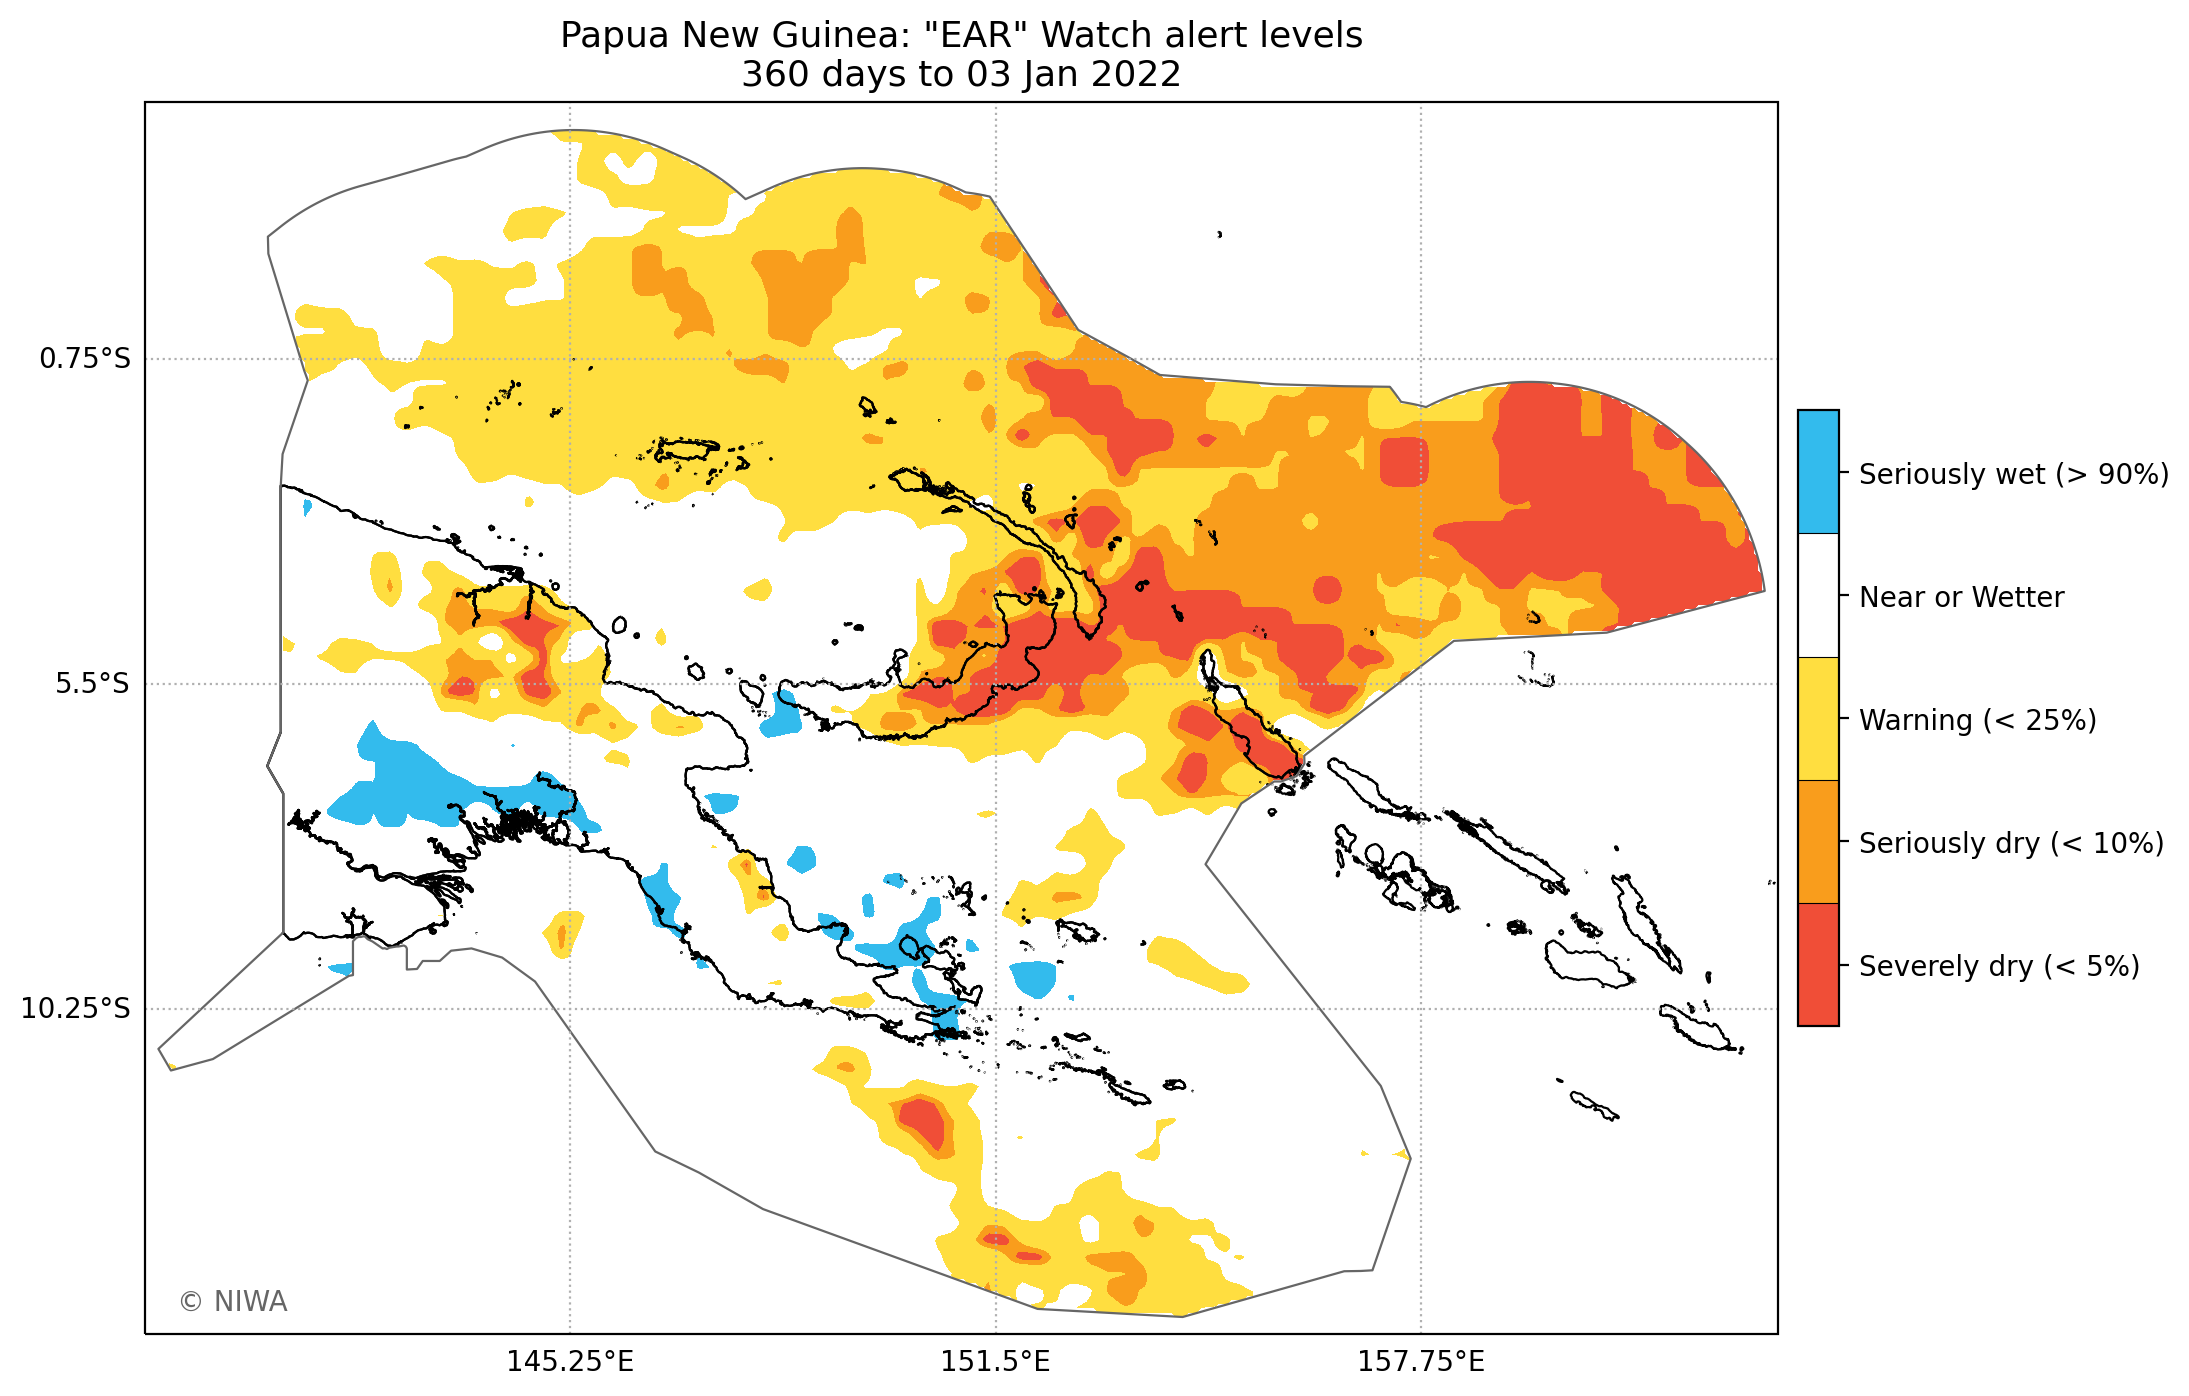 Papua New Guinea: "EAR" Watch alert levels
360 days to 03 Jan 2022
0.75°S
5.5°S
10.25°S
145.25°E
151.5°E
157.75°E
Seriously wet (> 90%)
Near or Wetter
Warning (< 25%)
Seriously dry (< 10%)
Severely dry (< 5%)
© NIWA